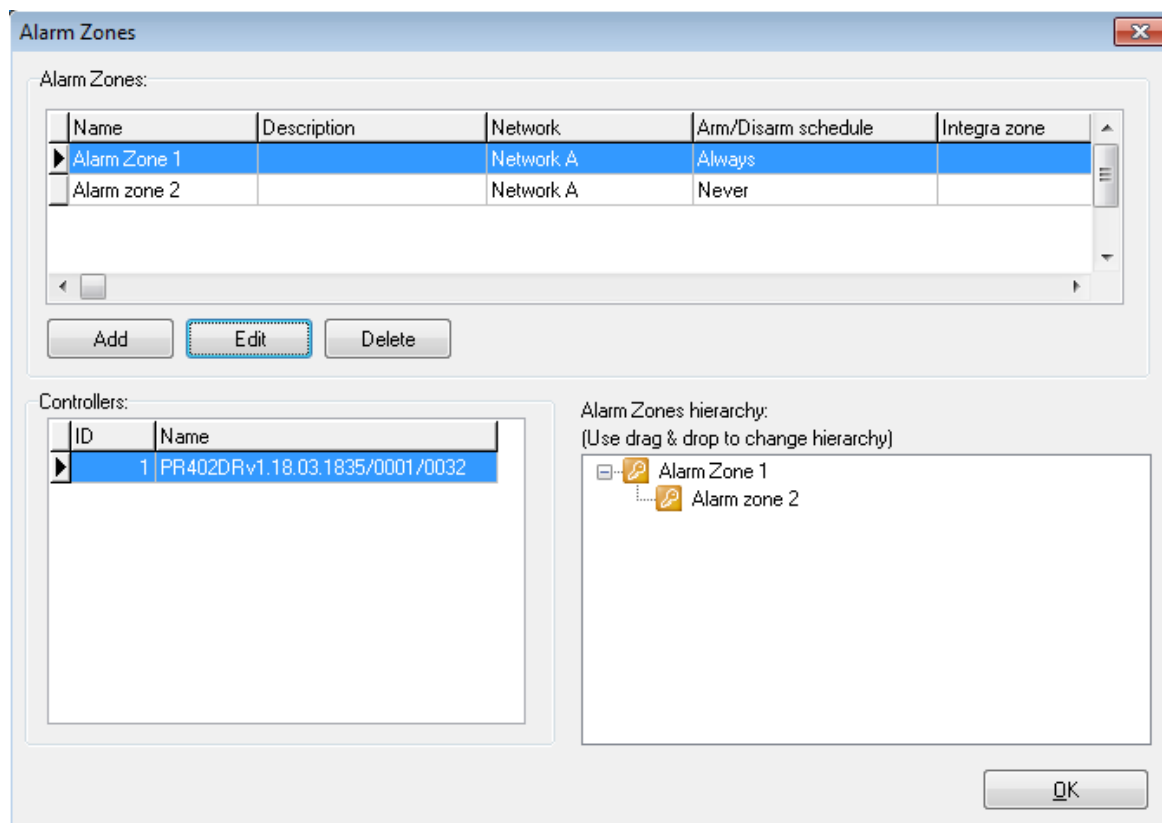 Alarm Zones
Alarm Zones:
Name Description Network Arm/Disarm schedule Integra zone
Alarm Zone 1 Network A Always
Alarm zone 2 Network A Never
Add Edit Delete
Controllers:
ID Name
1 PR402DRv1.18.03.1835/0001/0032
Alarm Zones hierarchy:
(Use drag & drop to change hierarchy)
Alarm Zone 1
Alarm zone 2
OK